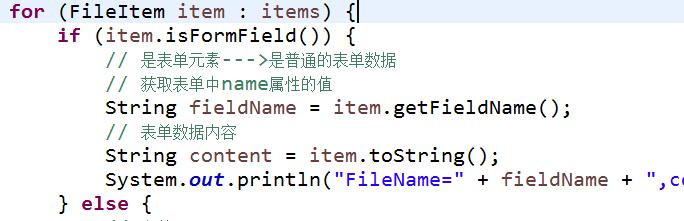 for (FileItem item : items) {
if (item.isFormField()) {
// 是表单元素--->是普通的表单数据
// 获取表单中name属性的值
String fieldName = item.getFieldName();
// 表单数据内容
String content = item.toString();
System.out.println("FileName=" + fieldName + ",co
} else {